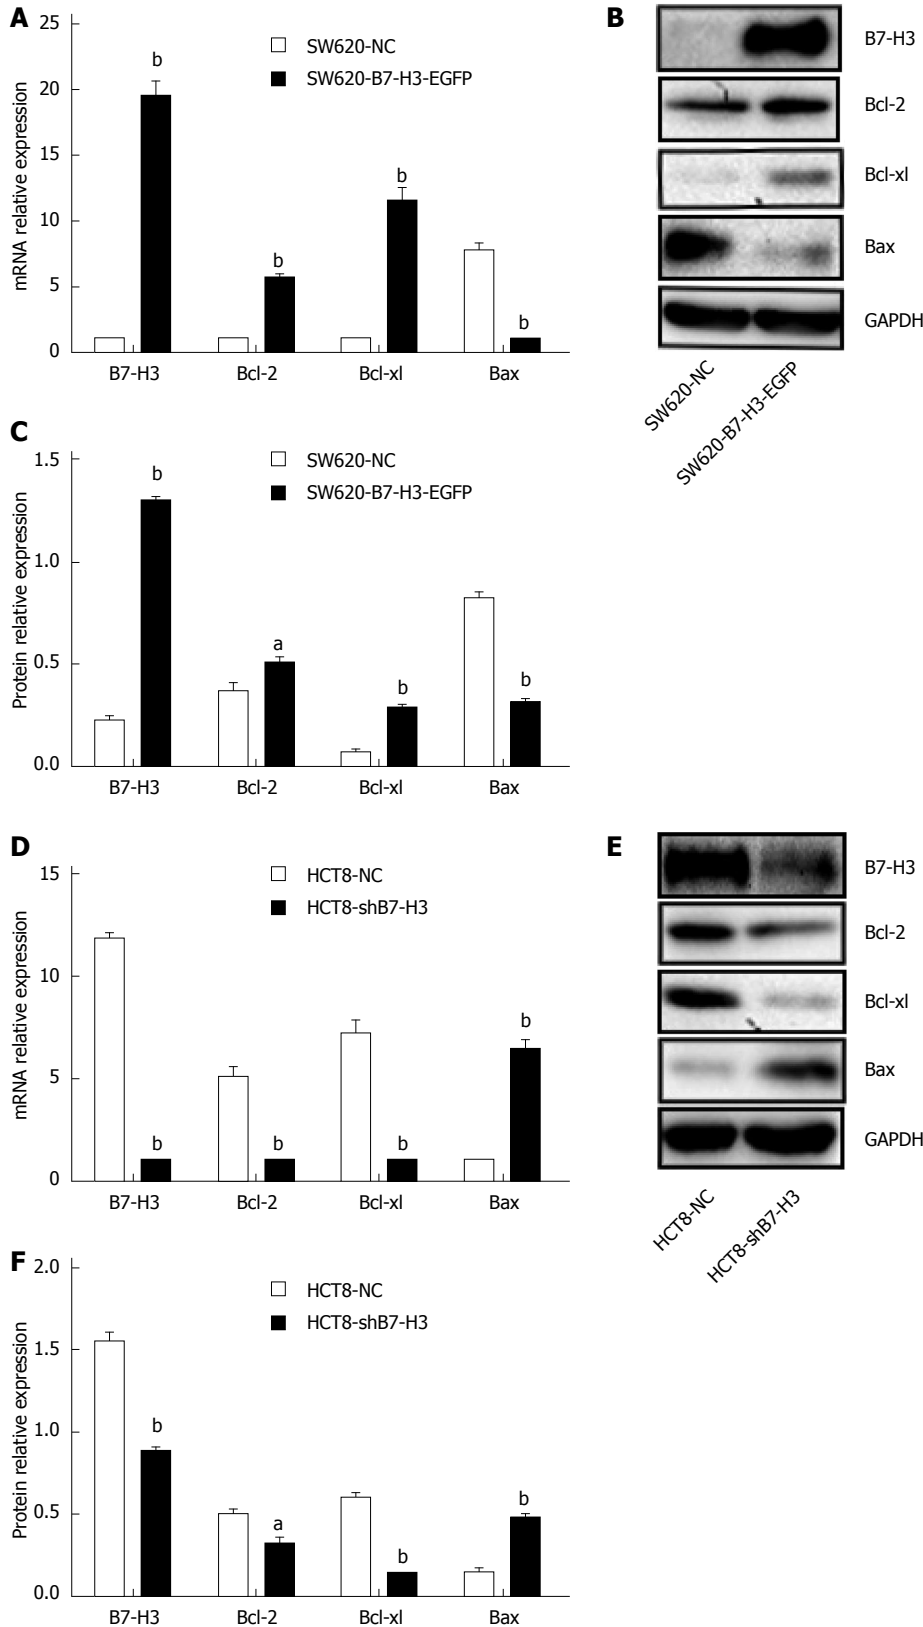 A
25
20
15
10
5
0
mRNA relative expression
SW620-NC
SW620-B7-H3-EGFP
b
b
b
b
B7-H3
Bcl-2
Bcl-xl
Bax
B
B7-H3
Bcl-2
Bcl-xl
Bax
GAPDH
SW620-NC
SW620-B7-H3-EGFP
C
1.5
1.0
0.5
0.0
Protein relative expression
SW620-NC
SW620-B7-H3-EGFP
b
a
b
b
B7-H3
Bcl-2
Bcl-xl
Bax
D
15
10
5
0
mRNA relative expression
HCT8-NC
HCT8-shB7-H3
b
b
b
b
B7-H3
Bcl-2
Bcl-xl
Bax
E
B7-H3
Bcl-2
Bcl-xl
Bax
GAPDH
HCT8-NC
HCT8-shB7-H3
F
2.0
1.5
1.0
0.5
0.0
Protein relative expression
HCT8-NC
HCT8-shB7-H3
b
a
b
b
B7-H3
Bcl-2
Bcl-xl
Bax